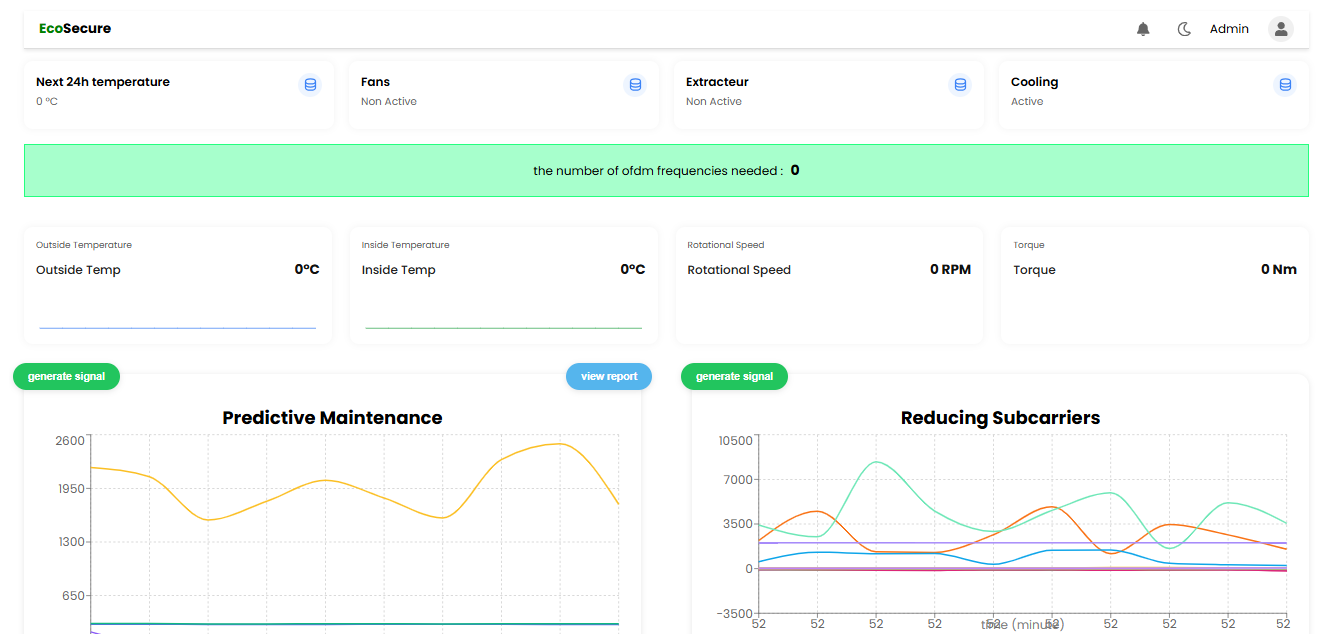 EcoSecure
Admin
Next 24h temperature
0 °C
Fans
Non Active
Extracteur
Non Active
Cooling
Active
the number of ofdm frequencies needed : 0
Outside Temperature
Outside Temp 0°C
Inside Temperature
Inside Temp 0°C
Rotational Speed
Rotational Speed 0 RPM
Torque
Torque 0 Nm
generate signal
view report
Predictive Maintenance
2600
1950
1300
650
generate signal
Reducing Subcarriers
10500
7000
3500
0
-3500
52 52 52 52 52 52 52 52 52 52
time (minute)